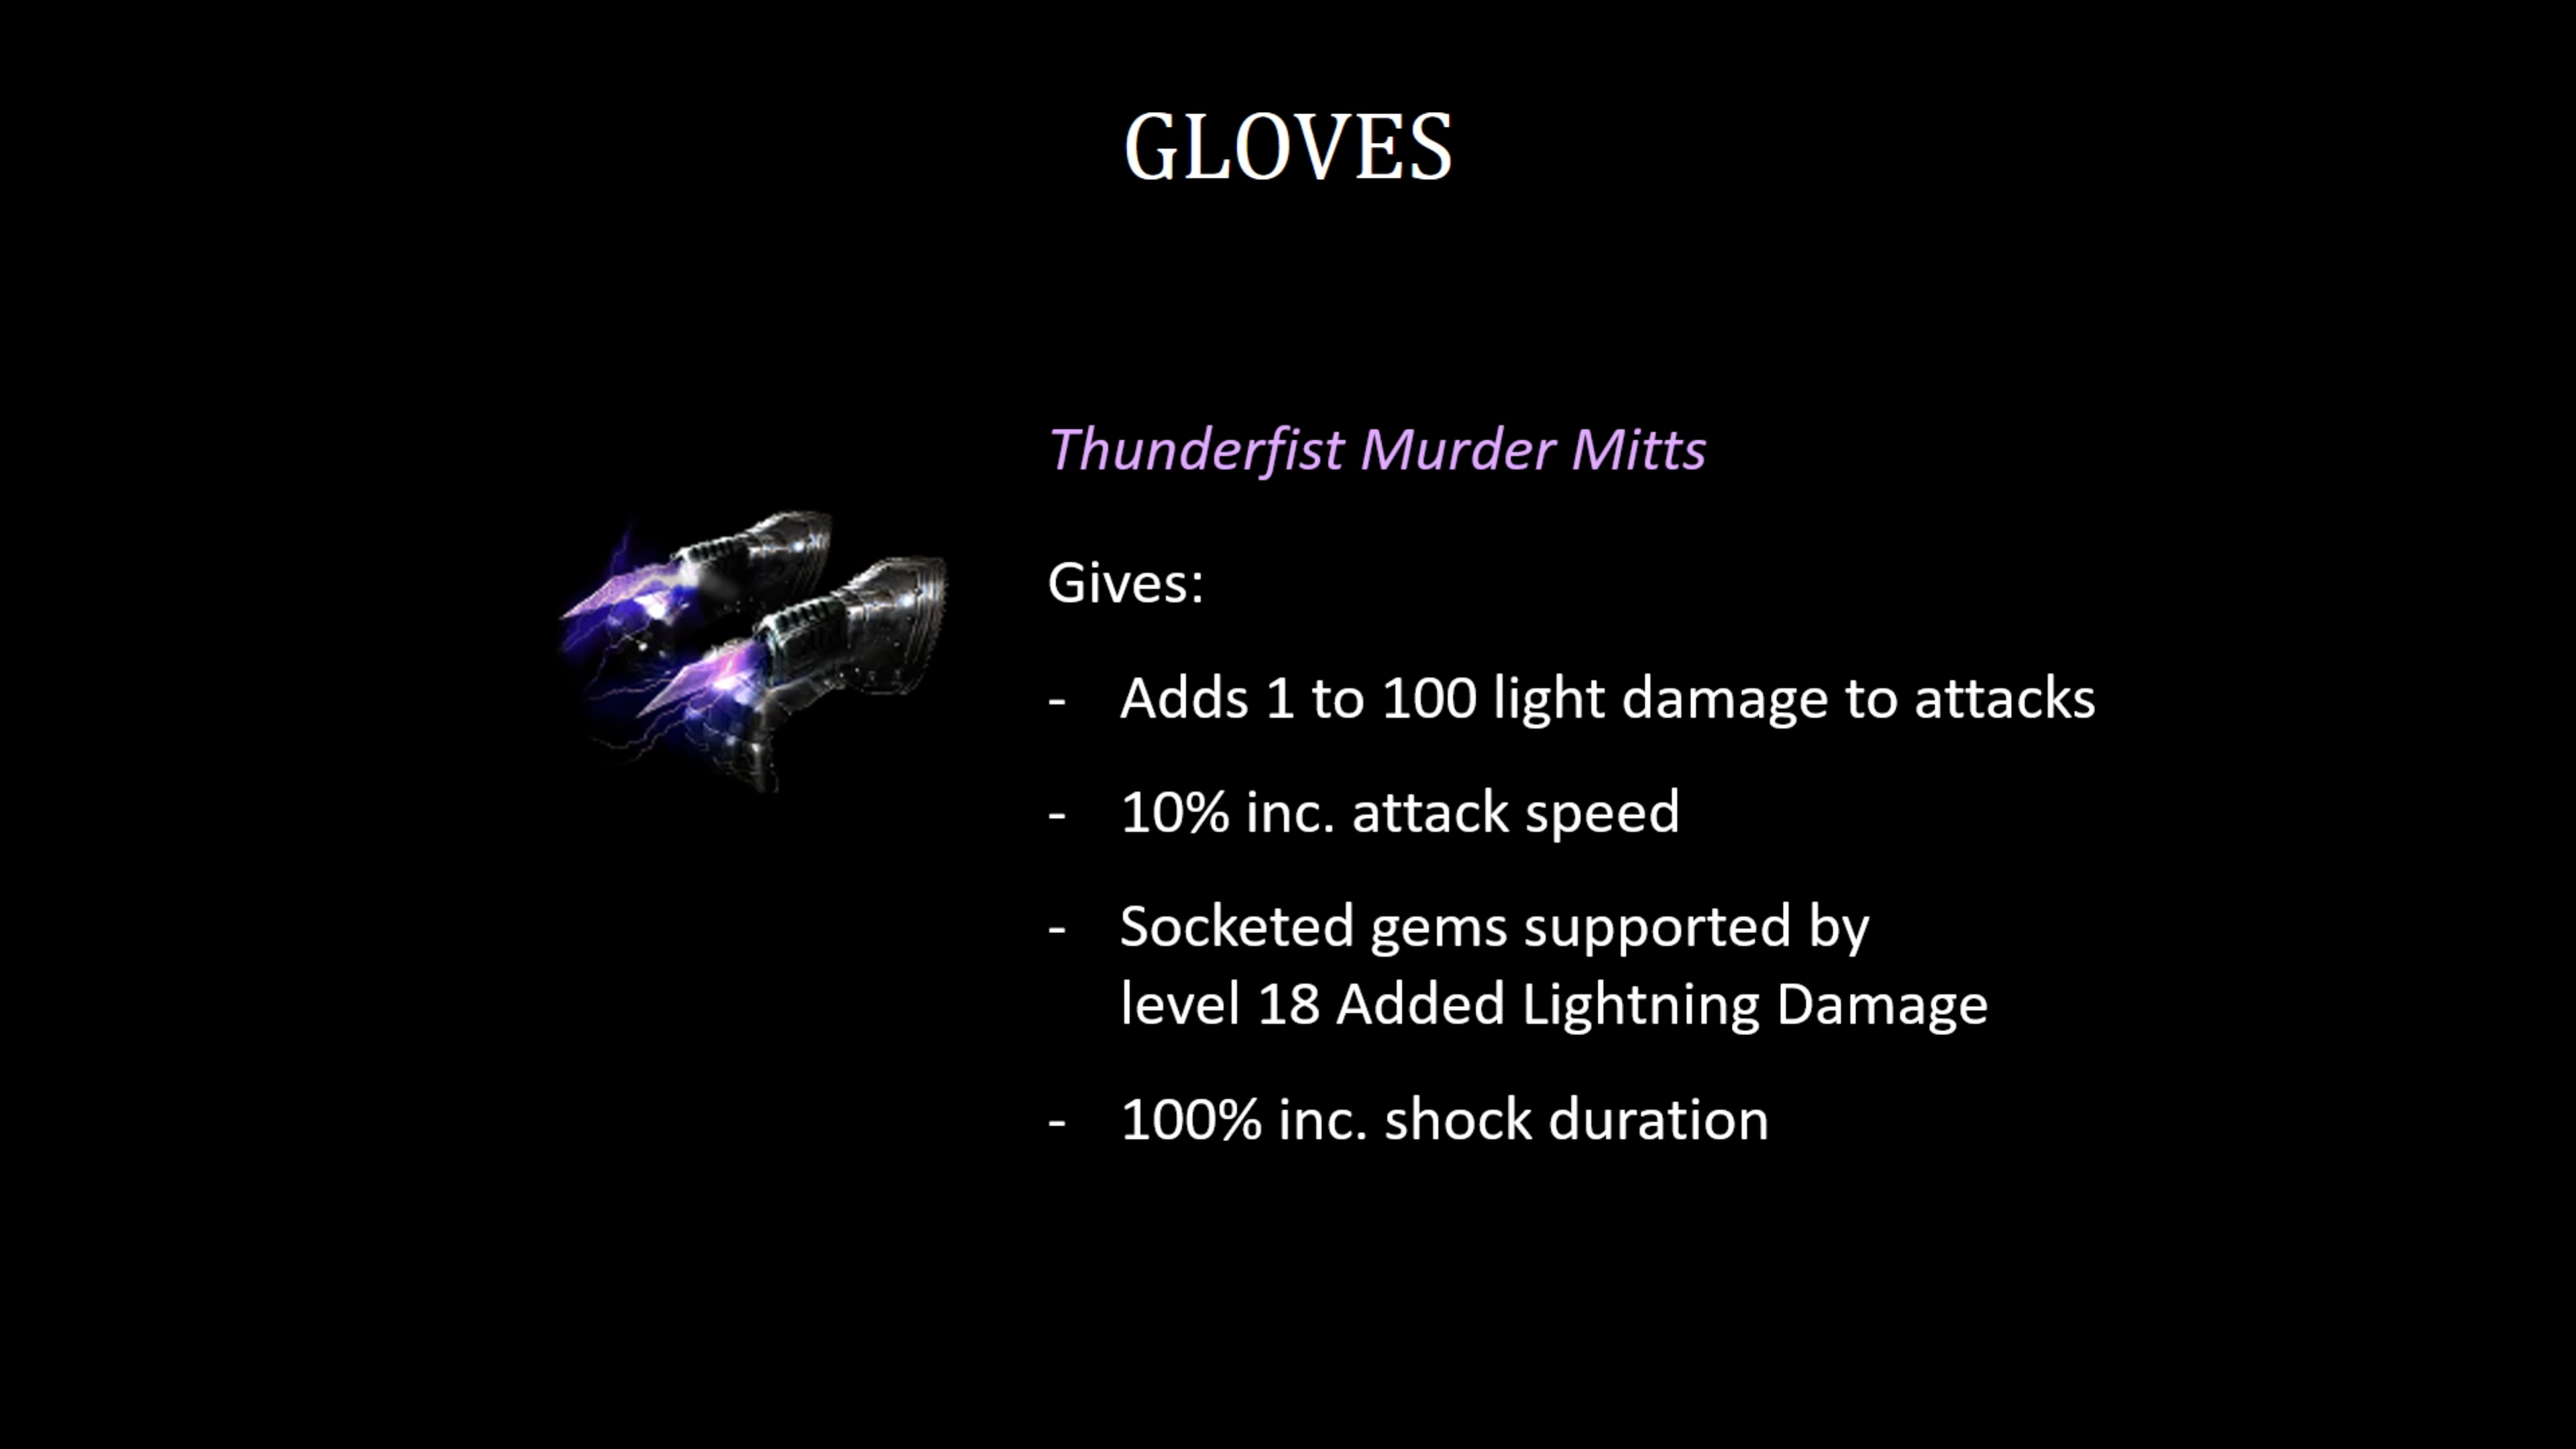 GLOVES
Thunderfist Murder Mitts
Gives:
- Adds 1 to 100 light damage to attacks
- 10% inc. attack speed
- Socketed gems supported by
level 18 Added Lightning Damage
- 100% inc. shock duration